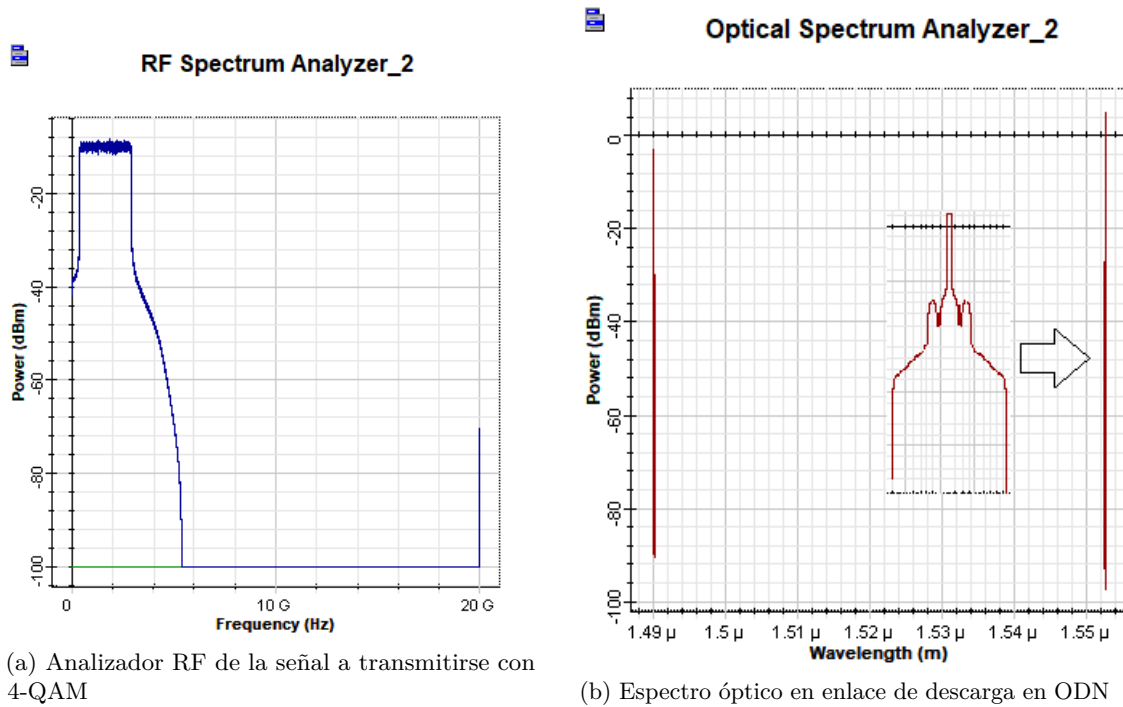 RF Spectrum Analyzer_2
Power (dBm)
-20
-40
-60
-80
-100
0
10 G
20 G
Frequency (Hz)
(a) Analizador RF de la señal a transmitirse con
4-QAM
Optical Spectrum Analyzer_2
Power (dBm)
0
-20
-40
-60
-80
-100
1.49 µ
1.5 µ
1.51 µ
1.52 µ
1.53 µ
1.54 µ
1.55 µ
Wavelength (m)
(b) Espectro óptico en enlace de descarga en ODN